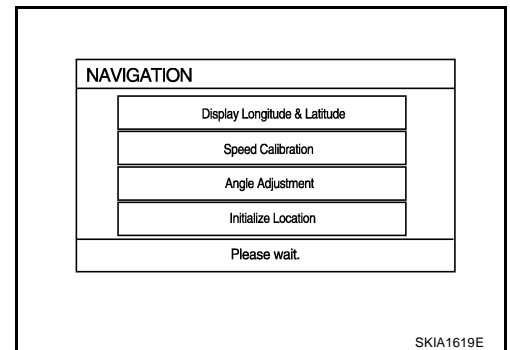 NAVIGATION
Display Longitude & Latitude
Speed Calibration
Angle Adjustment
Initialize Location
Please wait.
SKIA1619E